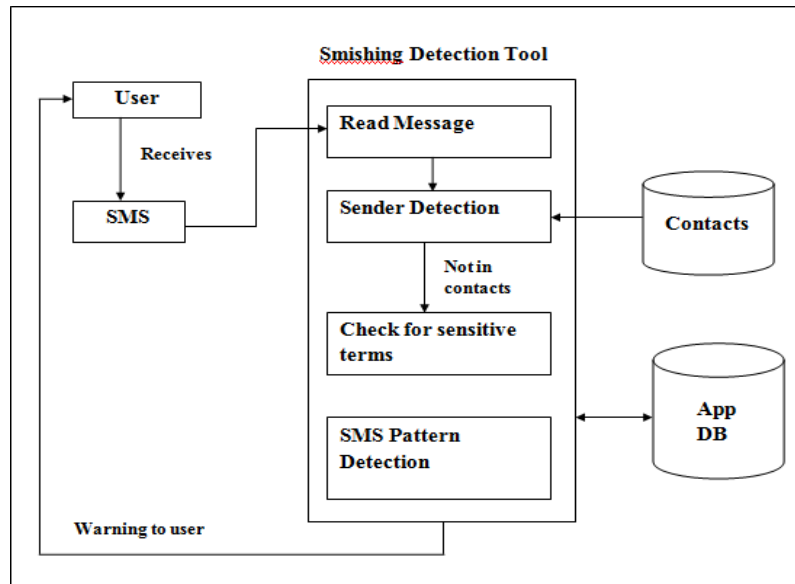 Smishing Detection Tool
User
Read Message
Receives
SMS
Sender Detection
Contacts
Not in
contacts
Check for sensitive
terms
App
DB
SMS Pattern
Detection
Warning to user